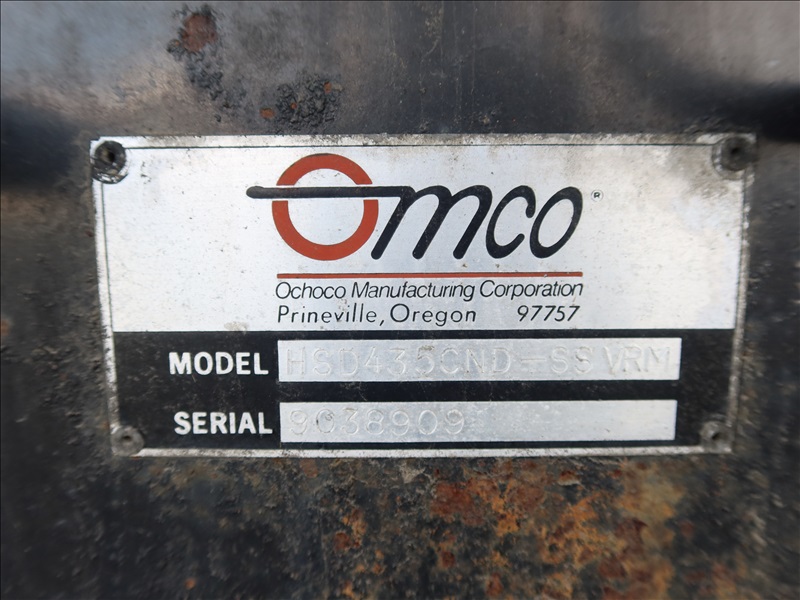 Omco®
Ochoco Manufacturing Corporation
Prineville, Oregon 97757
MODEL HSD435CND-SS VRM
SERIAL 9C38909